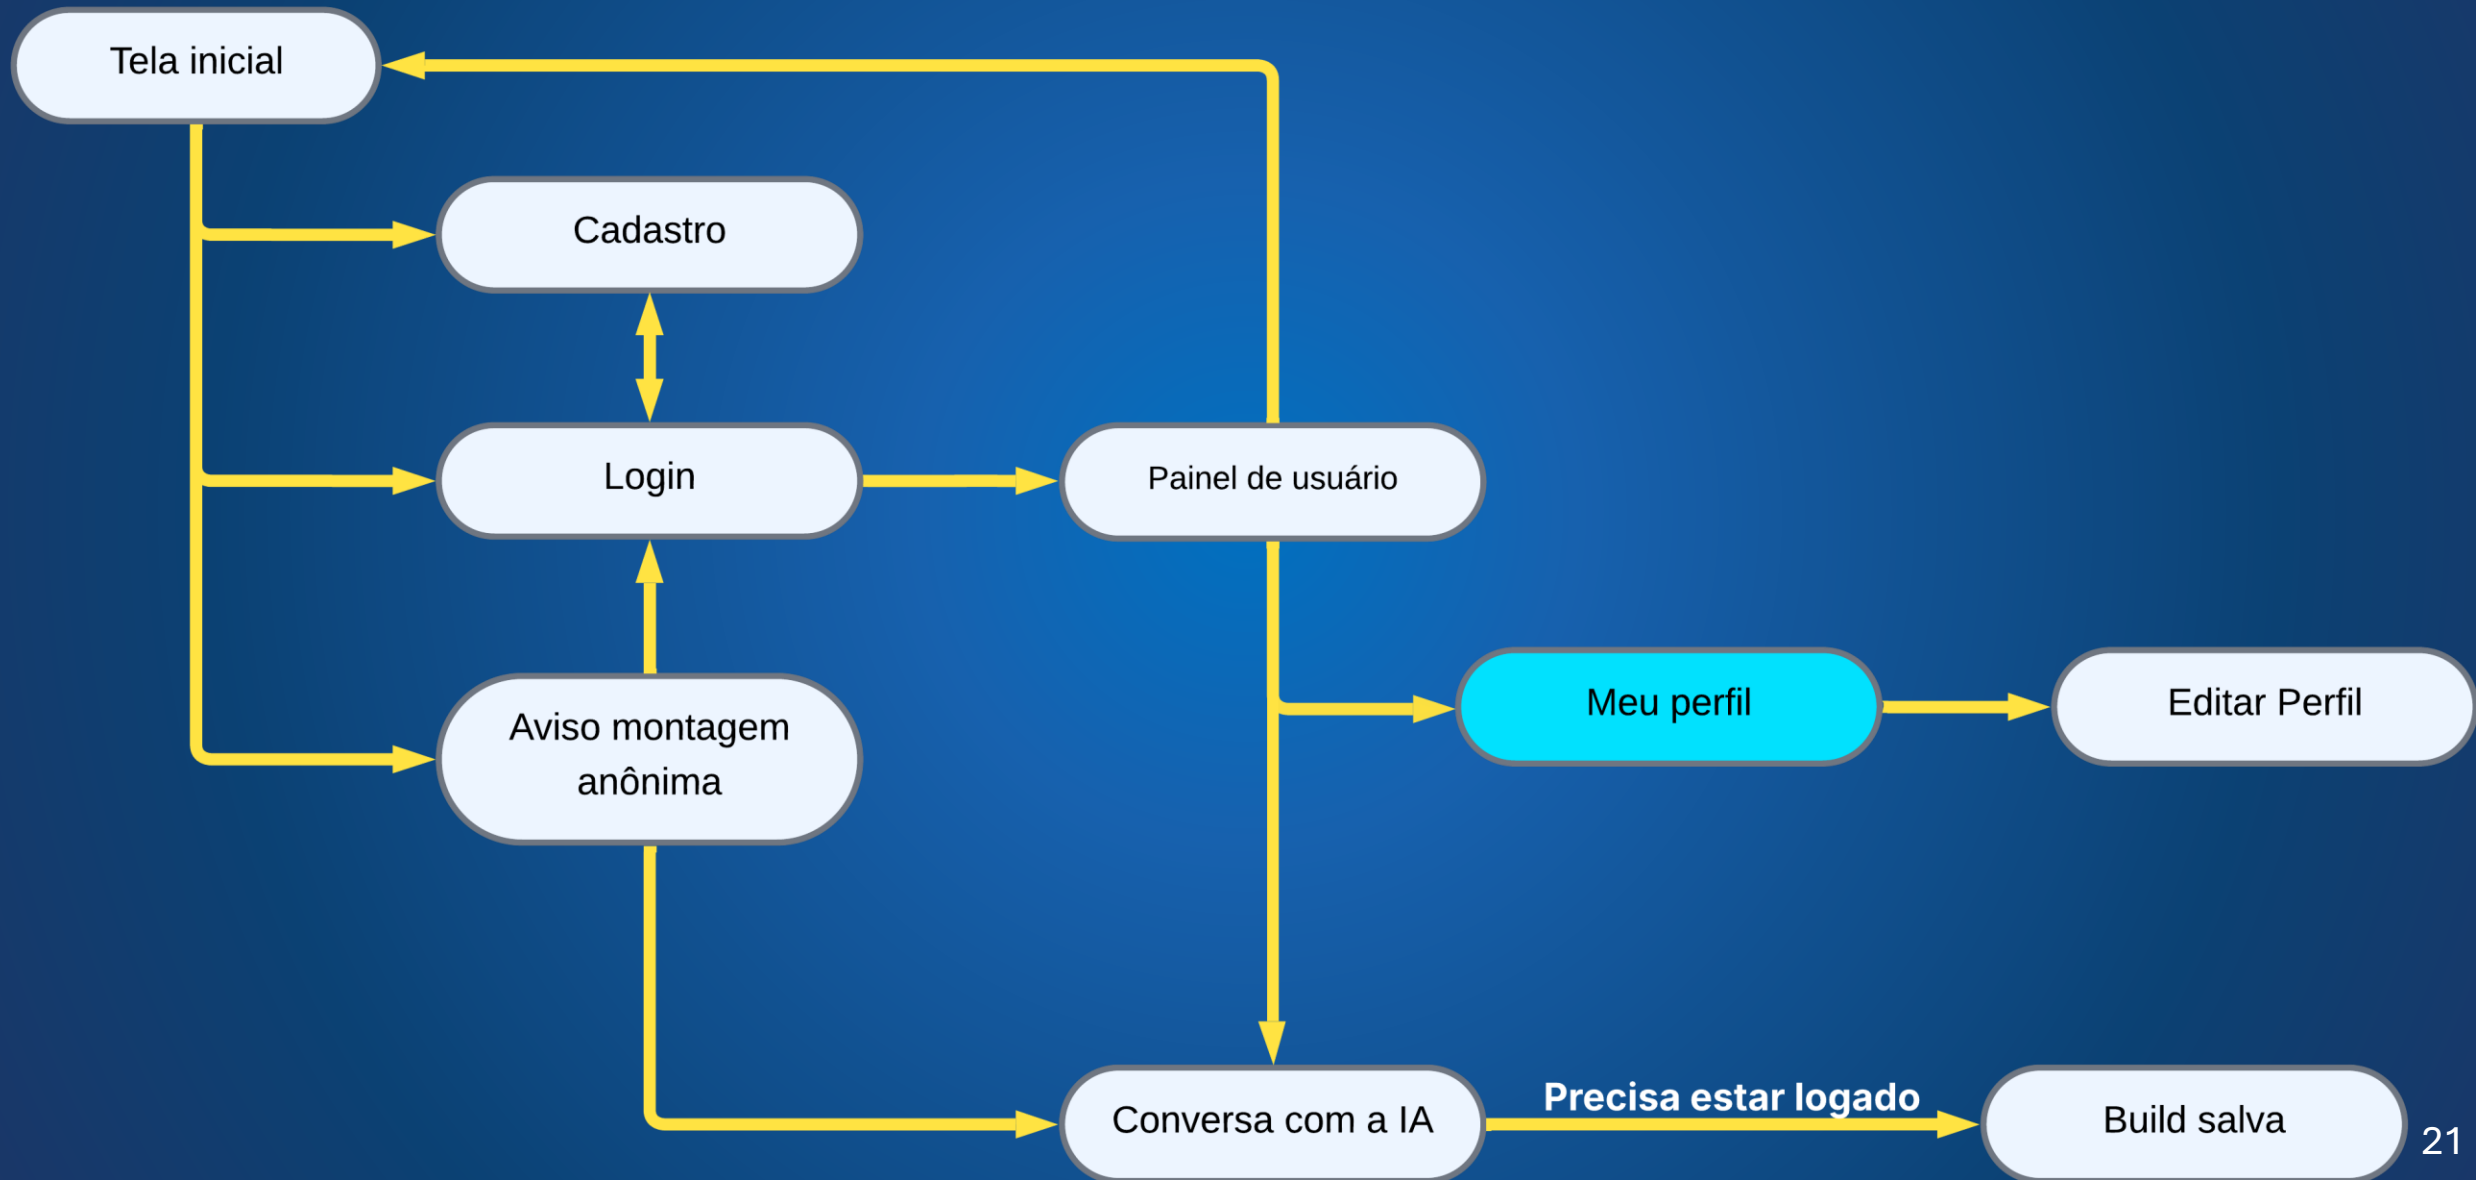 Tela inicial
Cadastro
Login
Painel de usuário
Aviso montagem
anônima
Meu perfil
Editar Perfil
Conversa com a IA
Precisa estar logado
Build salva
21